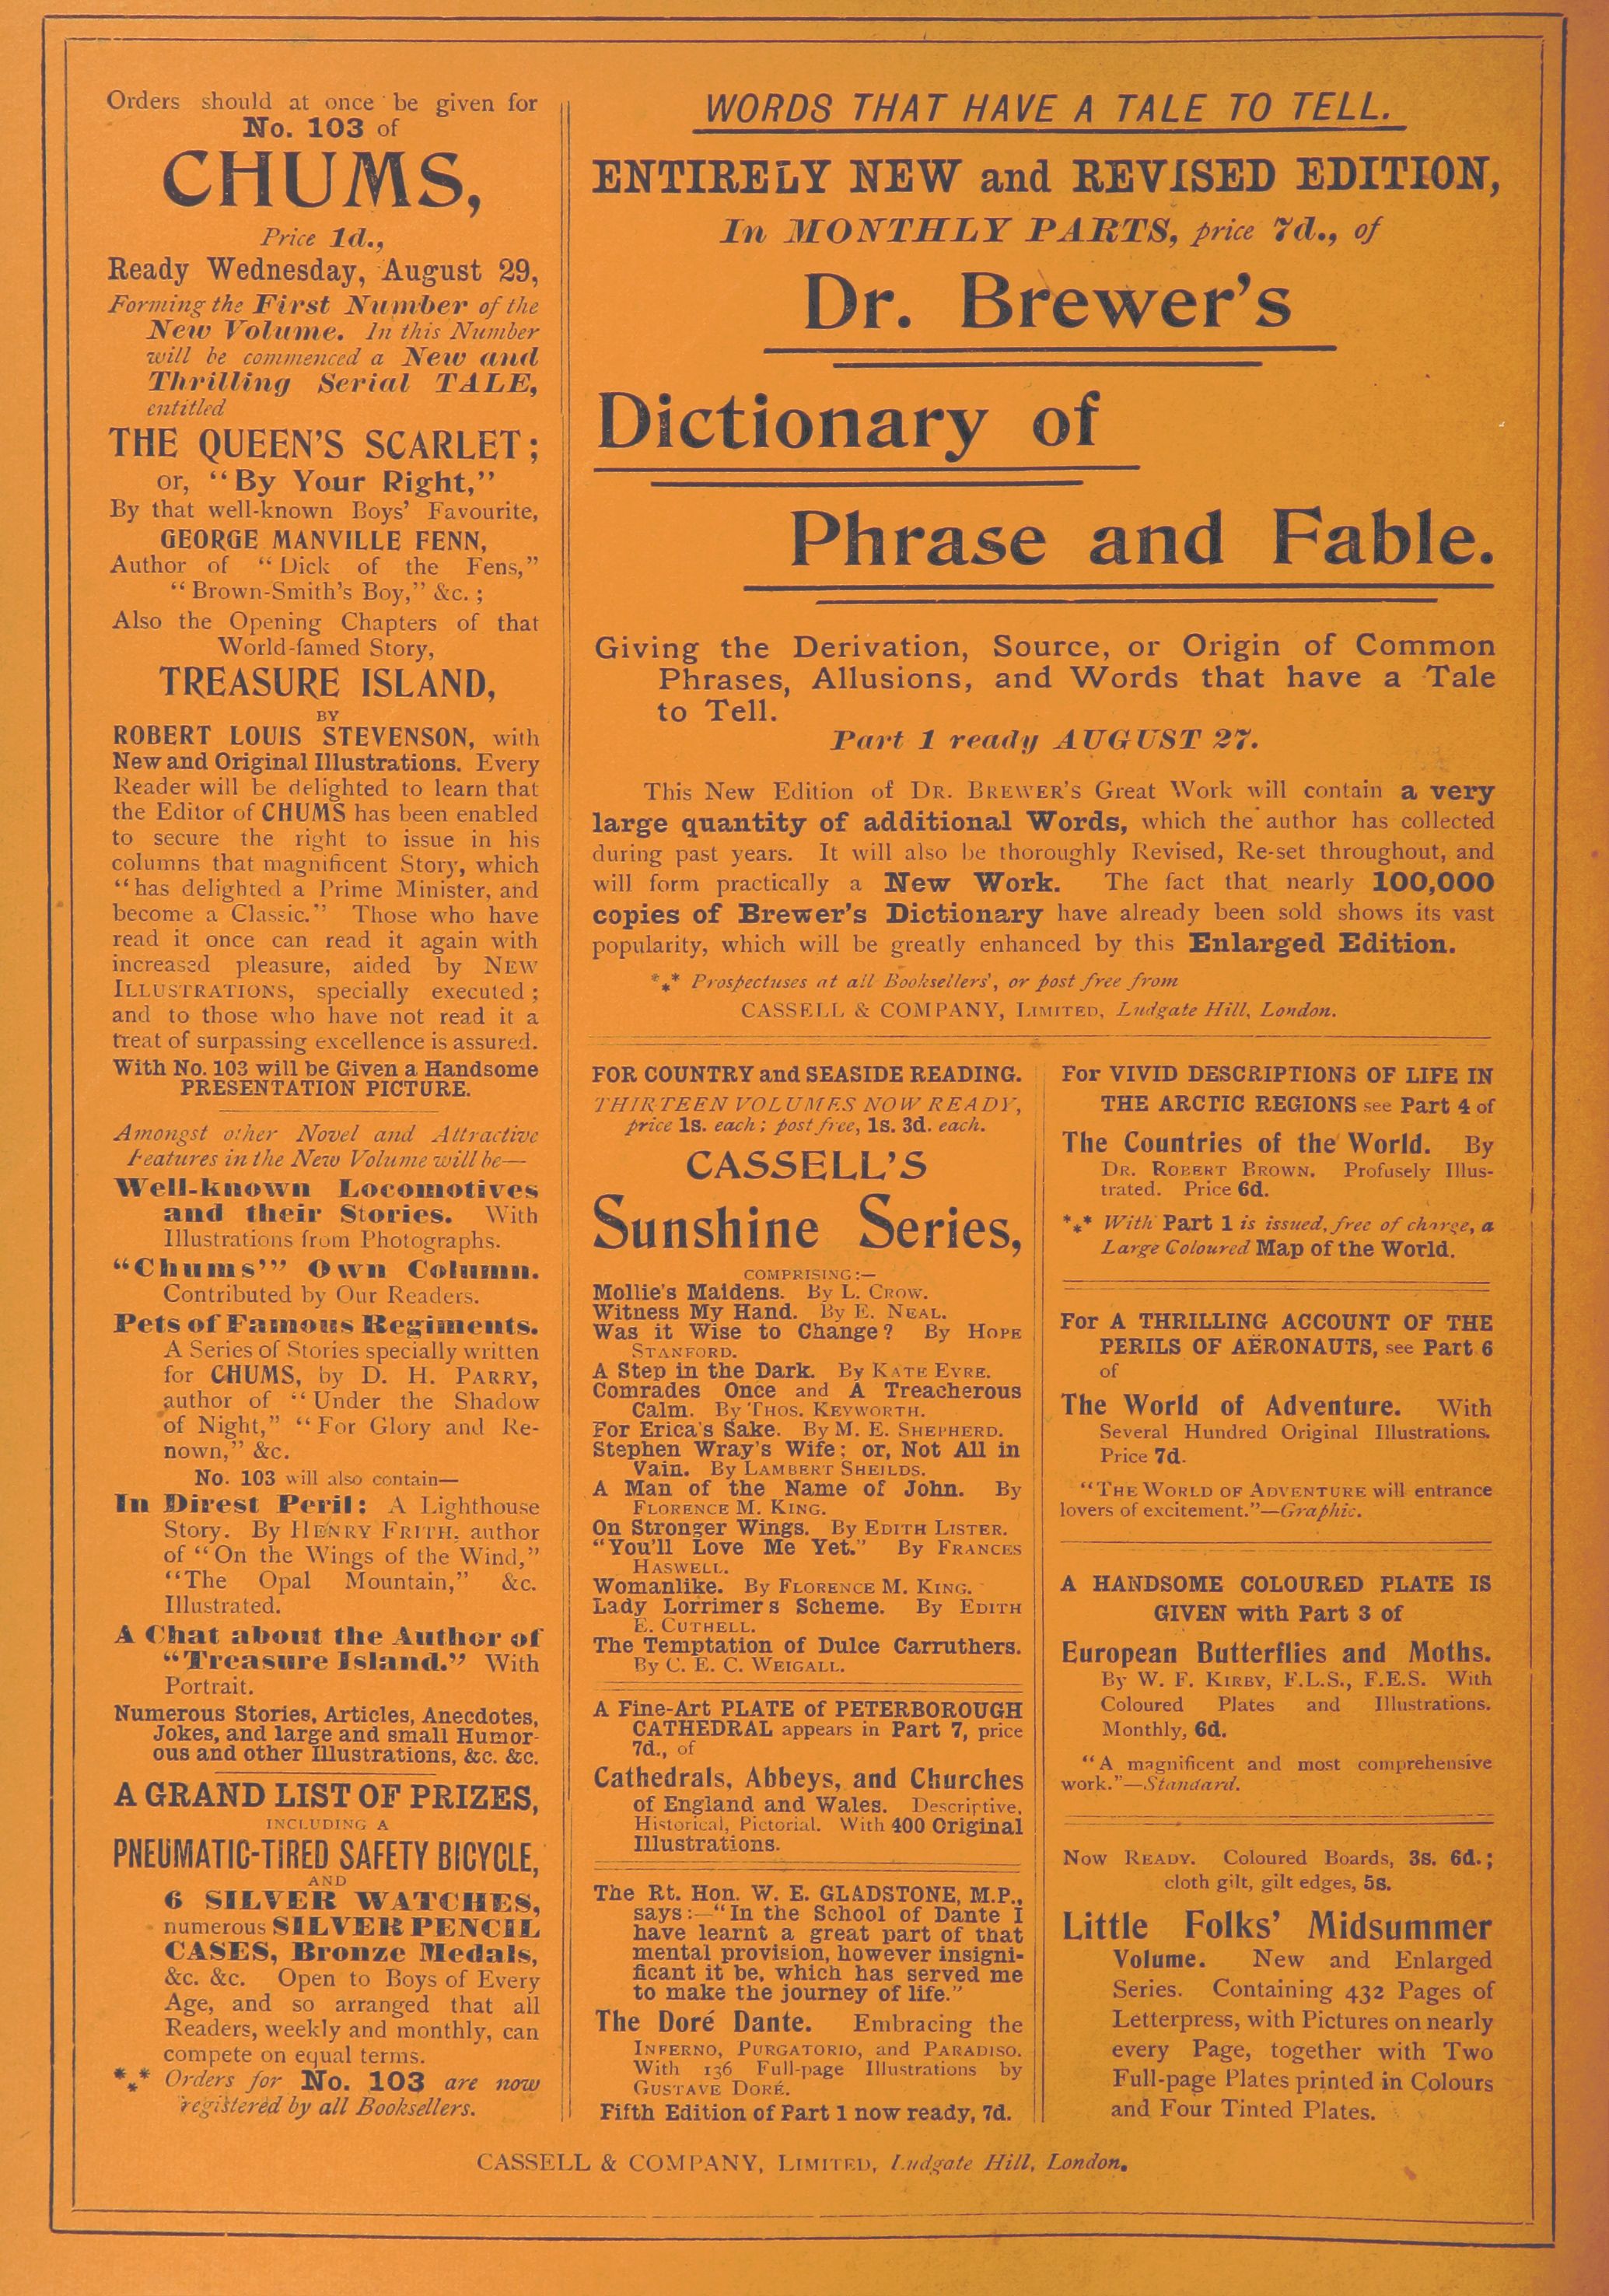 Orders should at once be given for
No. 103 of
CHUMS,
Price 1d.,
Ready Wednesday, August 29,
Forming the First Number of the
New Volume. In this Number
will be commenced a New and
Thrilling Serial TALE,
entitled
THE QUEEN'S SCARLET;
or, "By Your Right,"
By that well-known Boys' Favourite,
GEORGE MANVILLE FENN,
Author of "Dick of the Fens,"
"Brown-Smith's Boy," &c.;
Also the Opening Chapters of that
World-famed Story,
TREASURE ISLAND,
BY
ROBERT LOUIS STEVENSON, with
New and Original Illustrations. Every
Reader will be delighted to learn that
the Editor of CHUMS has been enabled
to secure the right to issue in his
columns that magnificent Story, which
"has delighted a Prime Minister, and
become a Classic." Those who have
read it once can read it again with
increased pleasure, aided by NEW
ILLUSTRATIONS, specially executed;
and to those who have not read it a
treat of surpassing excellence is assured.
With No. 103 will be Given a Handsome
PRESENTATION PICTURE.
Amongst other Novel and Attractive
Features in the New Volume will be—
Well-known Locomotives
and their Stories. With
Illustrations from Photographs.
"Chums'" Own Column.
Contributed by Our Readers.
Pets of Famous Regiments.
A Series of Stories specially written
for CHUMS, by D. H. PARRY,
author of "Under the Shadow
of Night," "For Glory and Re-
nown," &c.
No. 103 will also contain—
In Direst Peril: A Lighthouse
Story. By HENRY FRITH, author
of "On the Wings of the Wind,"
"The Opal Mountain," &c.
Illustrated.
A Chat about the Author of
"Treasure Island." With
Portrait.
Numerous Stories, Articles, Anecdotes,
Jokes, and large and small Humor-
ous and other Illustrations, &c. &c.
A GRAND LIST OF PRIZES,
INCLUDING A
PNEUMATIC-TIRED SAFETY BICYCLE,
AND
6 SILVER WATCHES,
numerous SILVER PENCIL
CASES, Bronze Medals,
&c. &c. Open to Boys of Every
Age, and so arranged that all
Readers, weekly and monthly, can
compete on equal terms.
*** Orders for No. 103 are now
registered by all Booksellers.
WORDS THAT HAVE A TALE TO TELL.
ENTIRELY NEW and REVISED EDITION,
In MONTHLY PARTS, price 7d., of
Dr. Brewer's
Dictionary of
Phrase and Fable.
Giving the Derivation, Source, or Origin of Common
Phrases, Allusions, and Words that have a Tale
to Tell.
Part 1 ready AUGUST 27.
This New Edition of DR. BREWER'S Great Work will contain a very
large quantity of additional Words, which the author has collected
during past years. It will also be thoroughly Revised, Re-set throughout, and
will form practically a New Work. The fact that nearly 100,000
copies of Brewer's Dictionary have already been sold shows its vast
popularity, which will be greatly enhanced by this Enlarged Edition.
*** Prospectuses at all Booksellers', or post free from
CASSELL & COMPANY, LIMITED, Ludgate Hill, London.
FOR COUNTRY and SEASIDE READING.
THIRTEEN VOLUMES NOW READY,
price 1s. each; post free, 1s. 3d. each.
CASSELL'S
Sunshine Series,
COMPRISING:—
Mollie's Maidens. By L. CROW.
Witness My Hand. By E. NEAL.
Was it Wise to Change? By HOPE
STANFORD.
A Step in the Dark. By KATE EYRE.
Comrades Once and A Treacherous
Calm. By THOS. KEYWORTH.
For Erica's Sake. By M. E. SHEPHERD.
Stephen Wray's Wife; or, Not All in
Vain. By LAMBERT SHEILDS.
A Man of the Name of John. By
FLORENCE M. KING.
On Stronger Wings. By EDITH LISTER.
"You'll Love Me Yet." By FRANCES
HASWELL.
Womanlike. By FLORENCE M. KING.
Lady Lorrimer s Scheme. By EDITH
E. CUTHELL.
The Temptation of Dulce Carruthers.
By C. E. C. WEIGALL.
A Fine-Art PLATE of PETERBOROUGH
CATHEDRAL appears in Part 7, price
7d., of
Cathedrals, Abbeys, and Churches
of England and Wales. Descriptive,
Historical, Pictorial. With 400 Original
Illustrations.
The Rt. Hon. W. E. GLADSTONE, M.P.,
says:—"In the School of Dante I
have learnt a great part of that
mental provision, however insigni-
ficant it be, which has served me
to make the journey of life."
The Doré Dante. Embracing the
INFERNO, PURGATORIO, and PARADISO.
With 136 Full-page Illustrations by
GUSTAVE DORÉ.
Fifth Edition of Part 1 now ready, 7d.
For VIVID DESCRIPTIONS OF LIFE IN
THE ARCTIC REGIONS see Part 4 of
The Countries of the World. By
DR. ROBERT BROWN. Profusely Illus-
trated. Price 6d.
*** With Part 1 is issued, free of charge, a
Large Coloured Map of the World.
For A THRILLING ACCOUNT OF THE
PERILS OF AËRONAUTS, see Part 6
of
The World of Adventure. With
Several Hundred Original Illustrations.
Price 7d.
"THE WORLD OF ADVENTURE will entrance
lovers of excitement."—Graphic.
A HANDSOME COLOURED PLATE IS
GIVEN with Part 3 of
European Butterflies and Moths.
By W. F. KIRBY, F.L.S., F.E.S. With
Coloured Plates and Illustrations.
Monthly, 6d.
"A magnificent and most comprehensive
work."—Standard.
NOW READY. Coloured Boards, 3s. 6d.;
cloth gilt, gilt edges, 5s.
Little Folks' Midsummer
Volume. New and Enlarged
Series. Containing 432 Pages of
Letterpress, with Pictures on nearly
every Page, together with Two
Full-page Plates printed in Colours
and Four Tinted Plates.
CASSELL & COMPANY, LIMITED, Ludgate Hill, London.